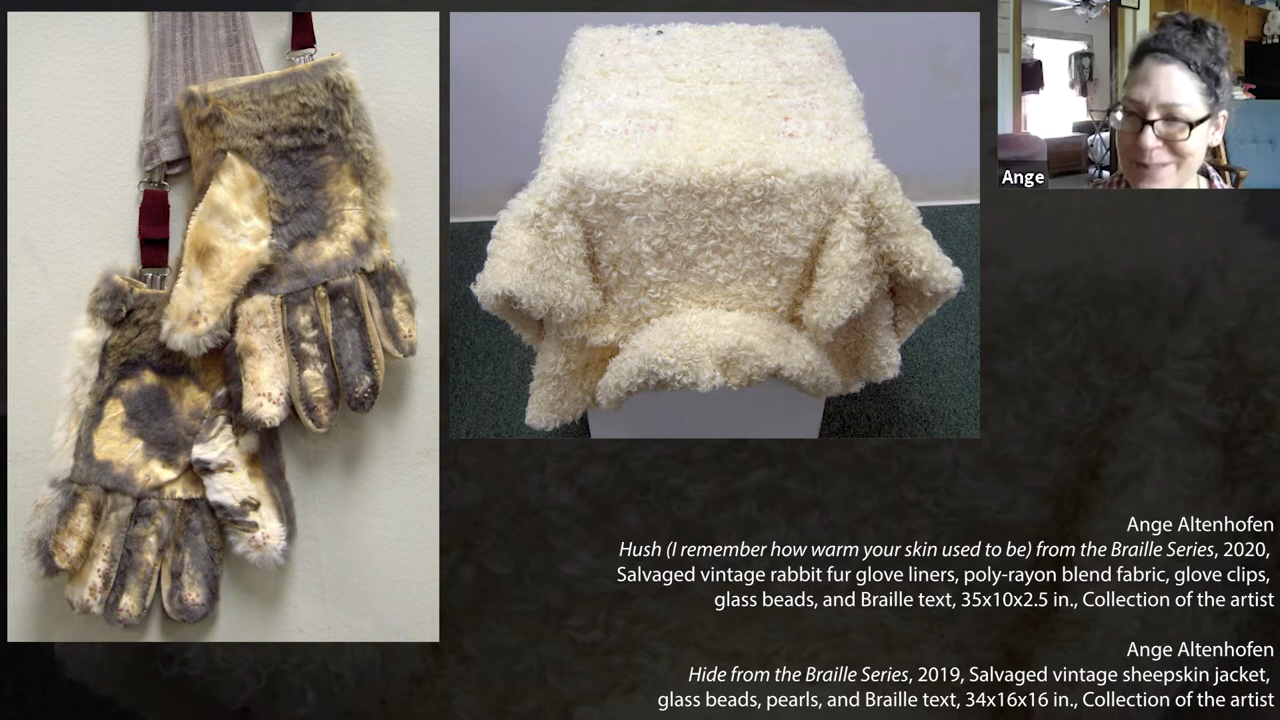 Ange
Ange Altenhofen
Hush (I remember how warm your skin used to be) from the Braille Series, 2020,
Salvaged vintage rabbit fur glove liners, poly-rayon blend fabric, glove clips,
glass beads, and Braille text, 35x10x2.5 in., Collection of the artist
Ange Altenhofen
Hide from the Braille Series, 2019, Salvaged vintage sheepskin jacket,
glass beads, pearls, and Braille text, 34x16x16 in., Collection of the artist